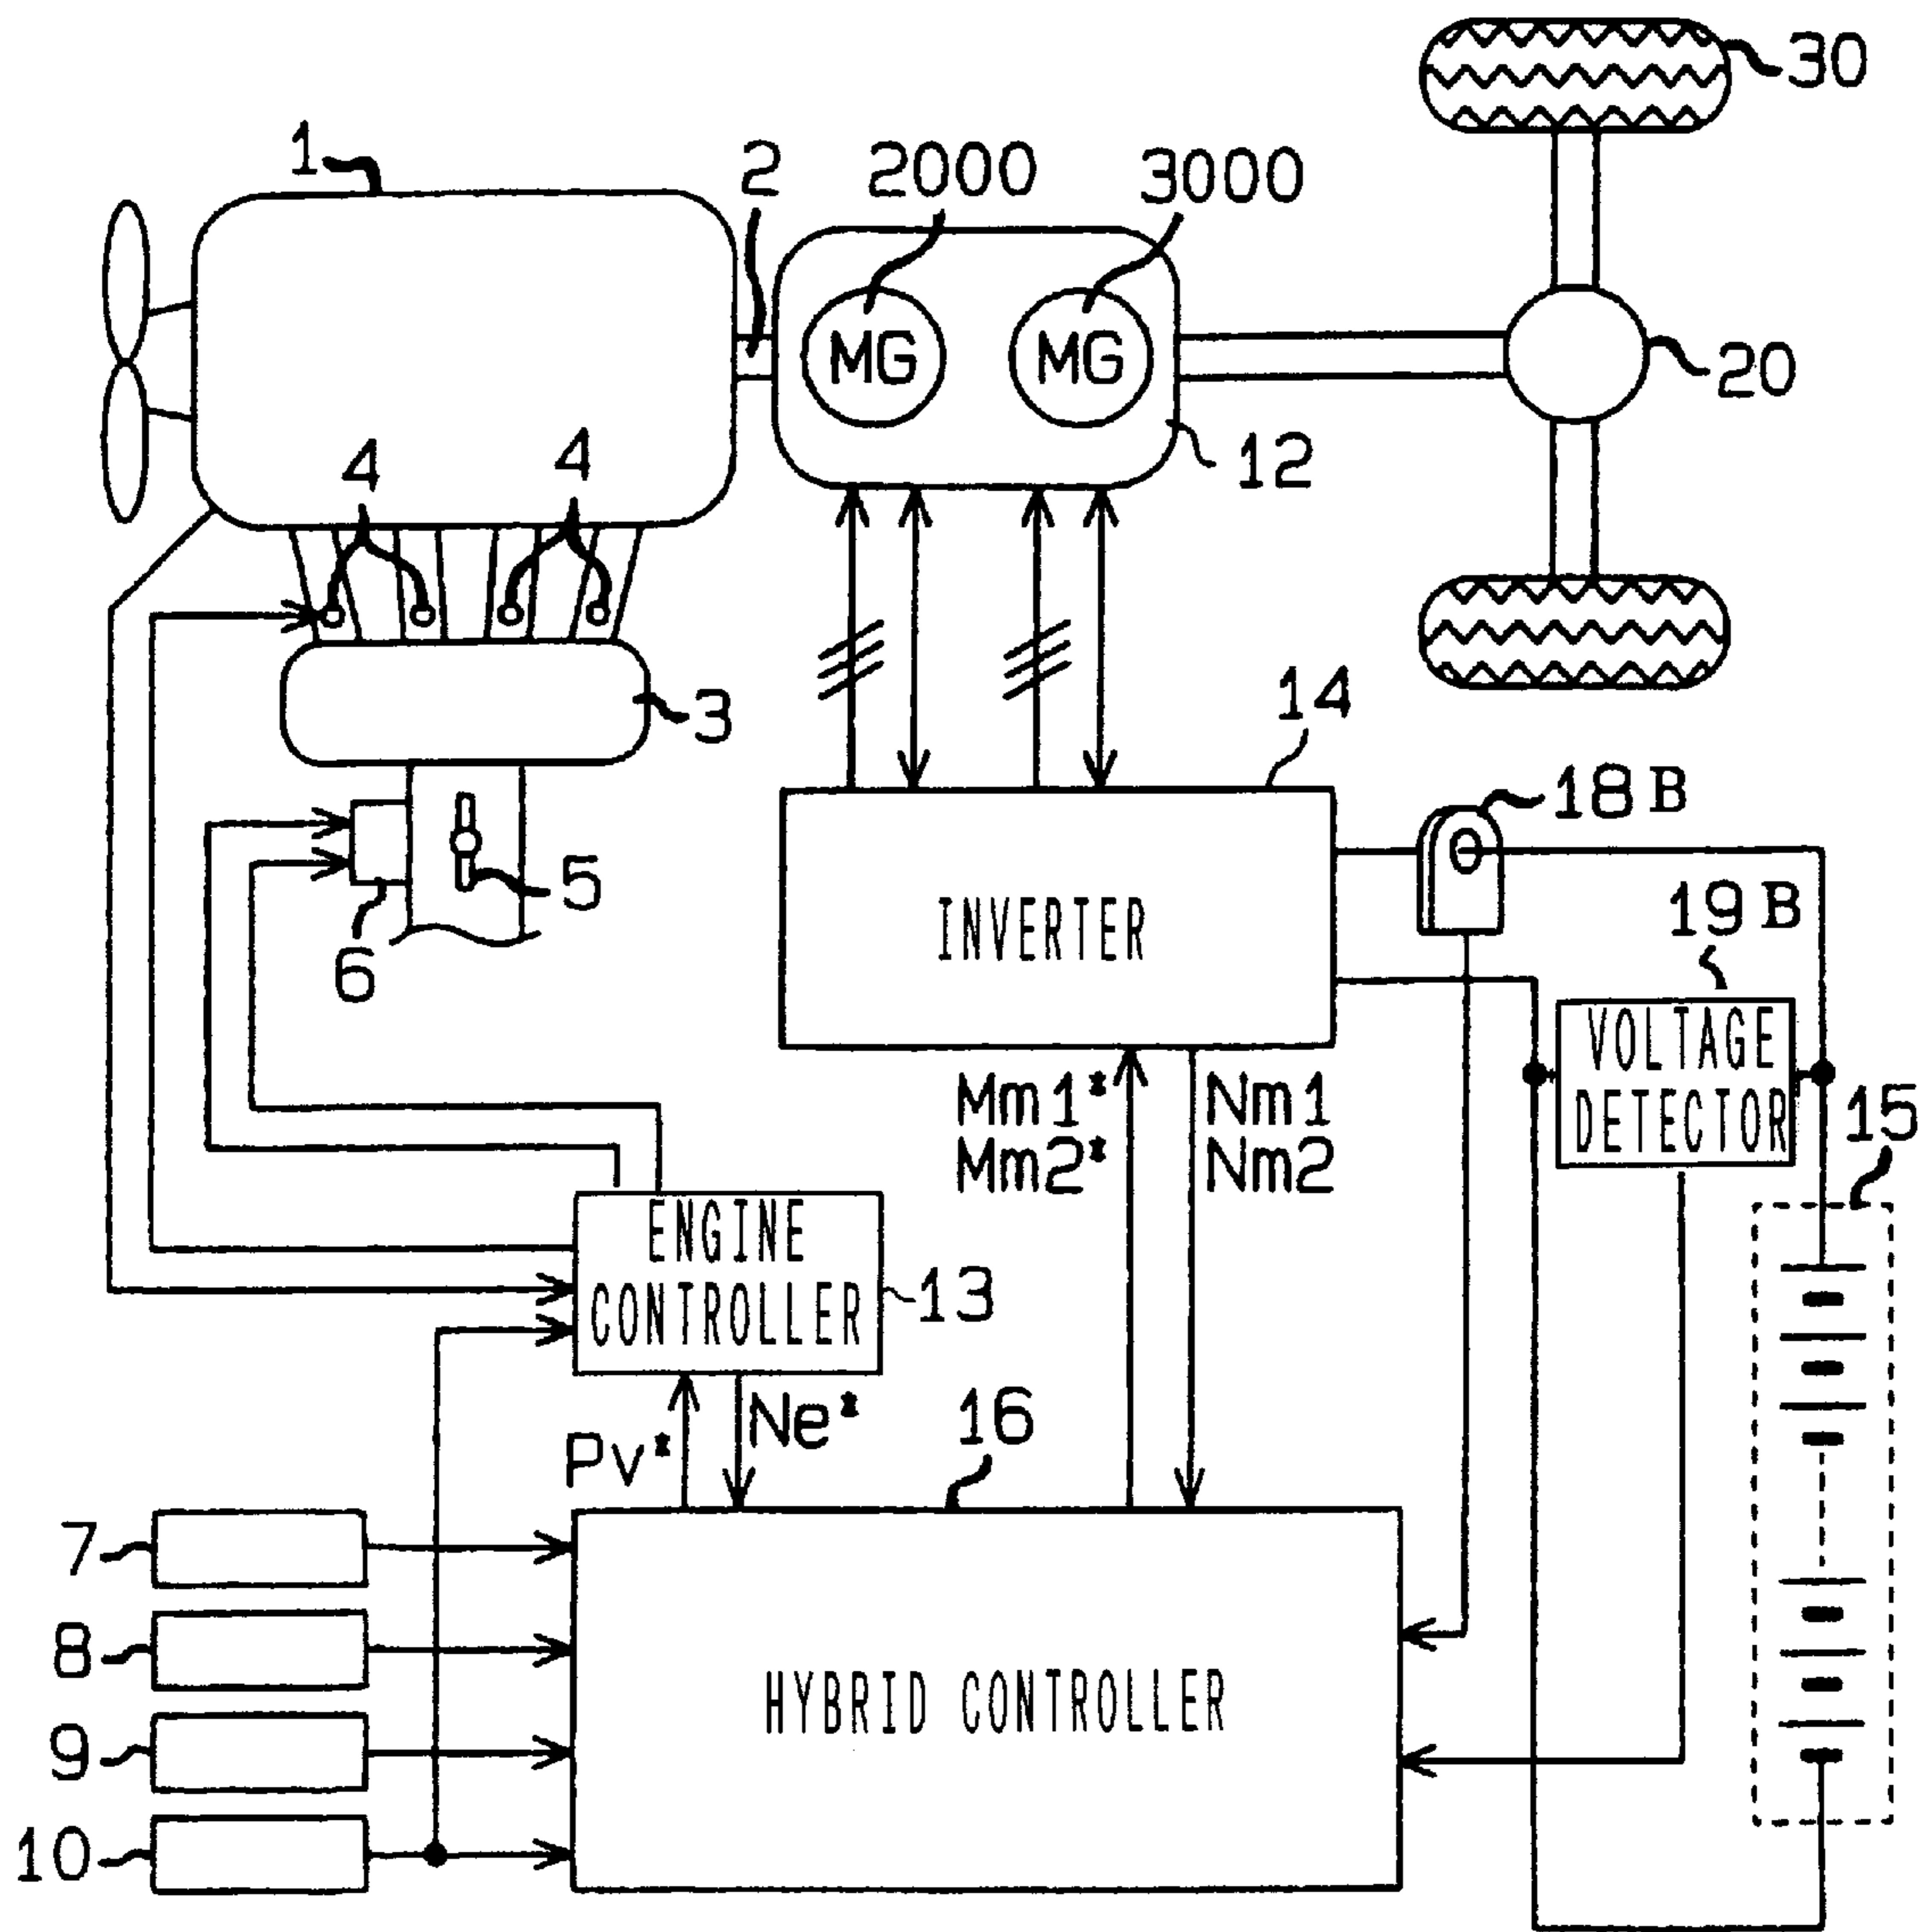 30
1
2
2000
3000
MG
MG
20
12
4
4
3
14
18B
5
6
19B
INVERTER
VOLTAGE
DETECTOR
15
Mm1*
Mm2*
Nm1
Nm2
ENGINE
CONTROLLER
13
Pv*
Ne*
16
7
8
9
10
HYBRID CONTROLLER